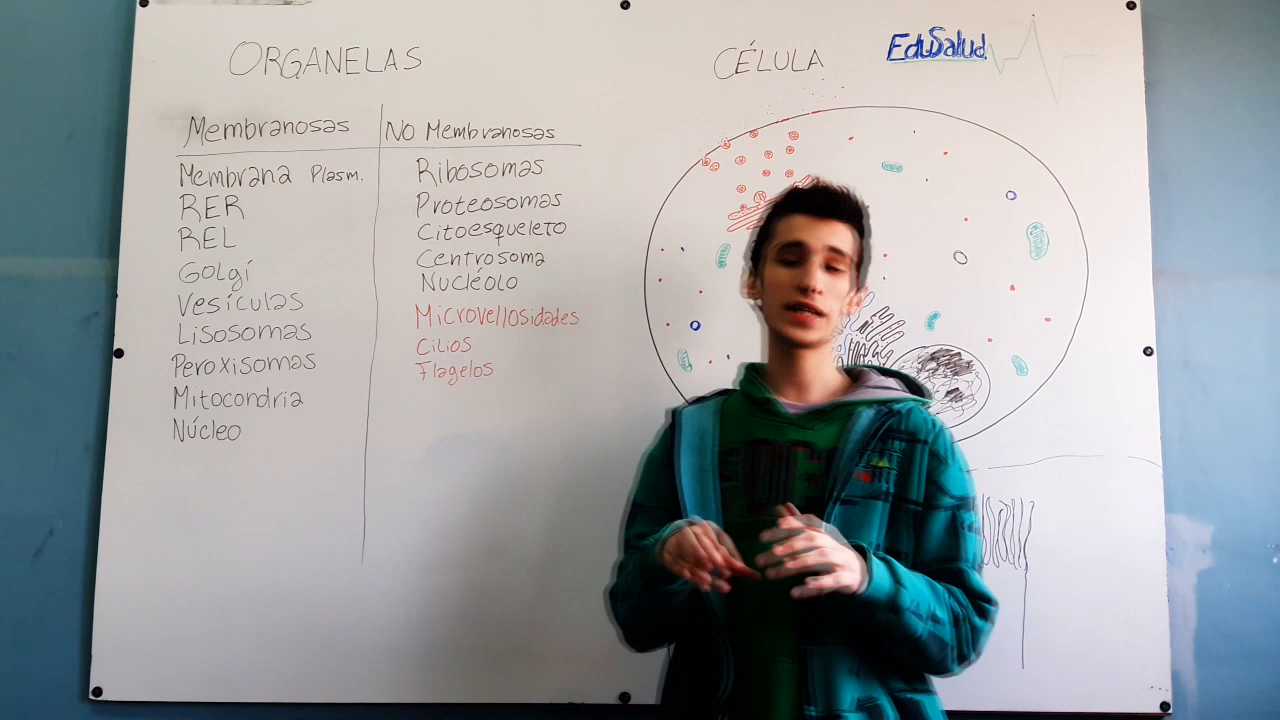 ORGANELAS
Membranosas
Membrana Plasm.
RER
REL
Golgí
Vesículas
Lisosomas
Peroxisomas
Mitocondria
Núcleo
No Membranosas
Ribosomas
Proteosomas
Citoesqueleto
Centrosoma
Nucléolo
Microvellosidades
Cilios
Flagelos
CÉLULA
EduSalud